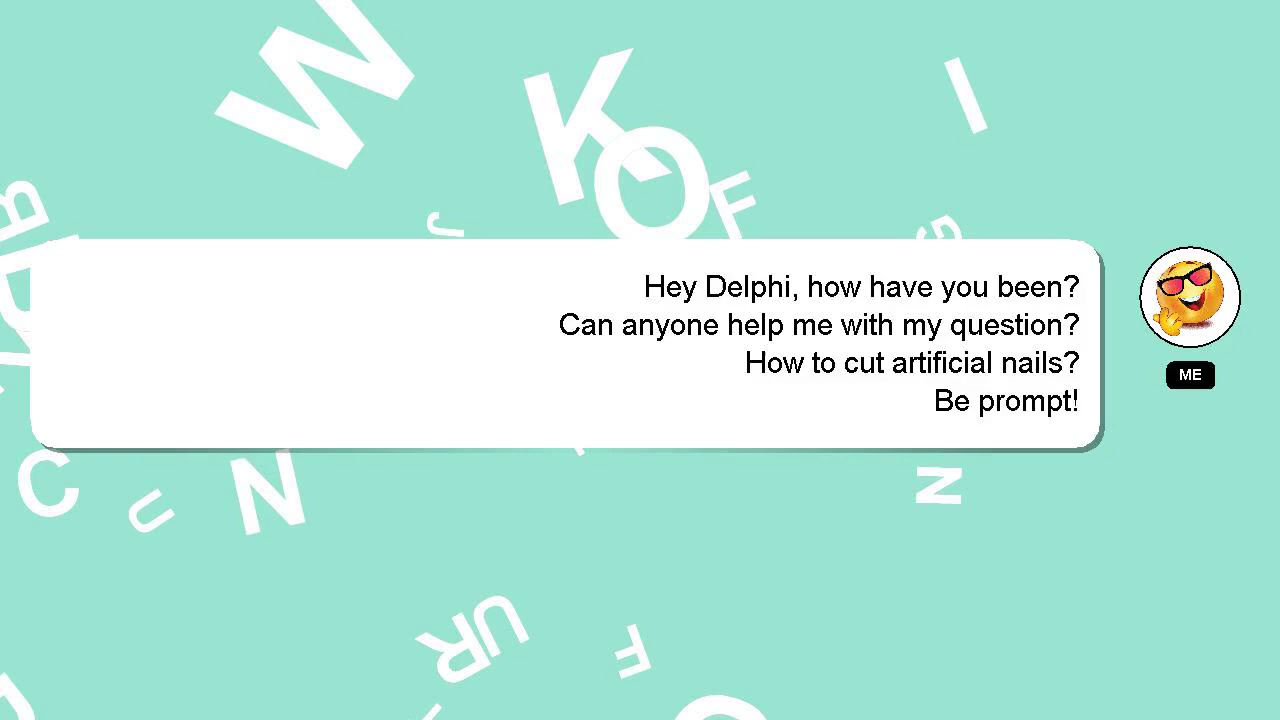 W
K
O
I
F
B
J
G
Hey Delphi, how have you been?
Can anyone help me with my question?
How to cut artificial nails?
Be prompt!
ME
C
U
N
N
UR
F